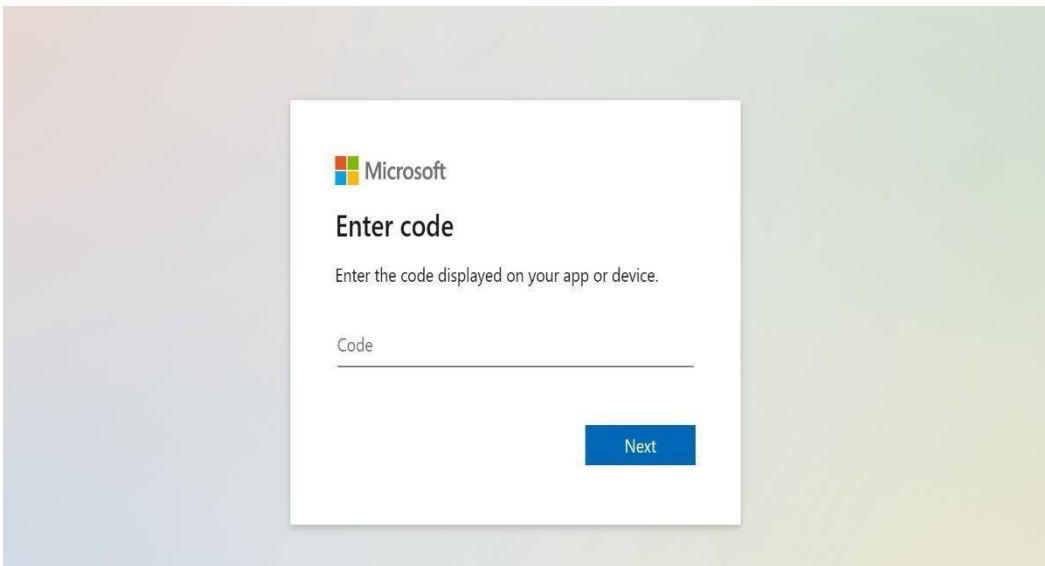 Microsoft
Enter code
Enter the code displayed on your app or device.
Code
Next